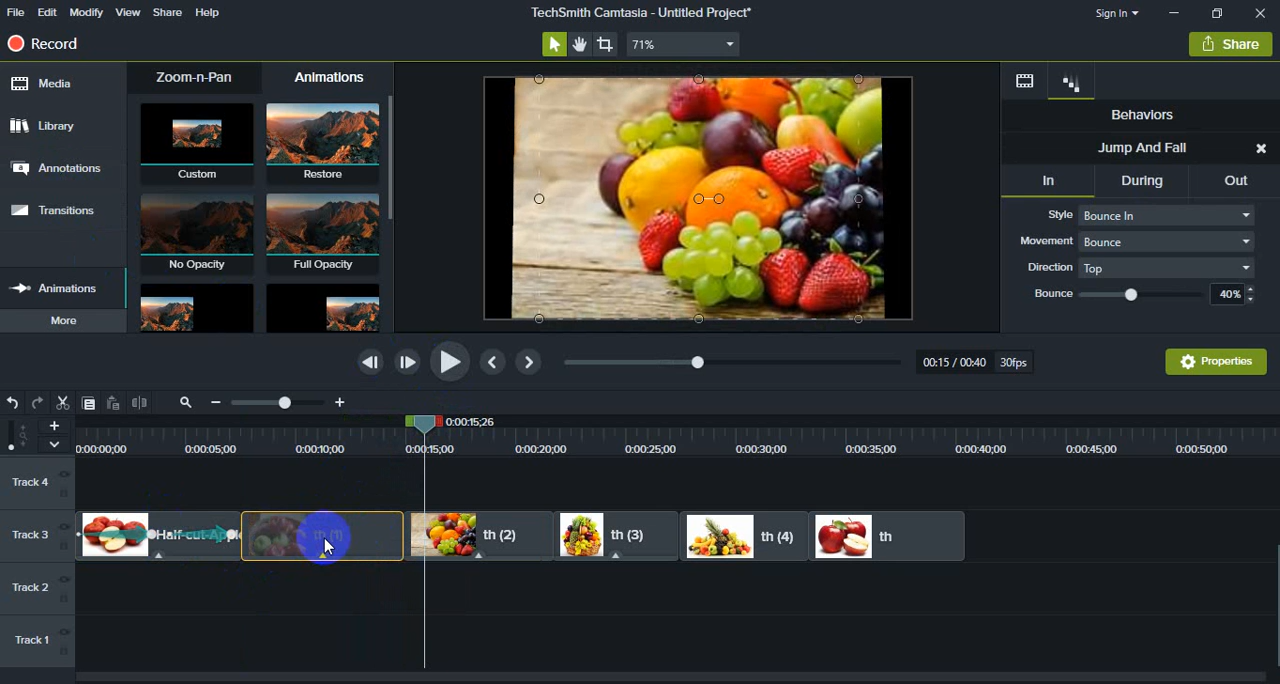 File Edit Modify View Share Help
TechSmith Camtasia - Untitled Project*
Sign In
Record
71%
Share
Media
Zoom-n-Pan
Animations
Behaviors
Library
Jump And Fall
Annotations
Custom
Restore
In
During
Out
Transitions
Style
Bounce In
Movement
Bounce
No Opacity
Full Opacity
Direction
Top
Animations
Bounce
40%
More
00:15 / 00:40 30fps
Properties
0:00:15;26
0:00:00;00 0:00:05;00 0:00:10;00 0:00:15;00 0:00:20;00 0:00:25;00 0:00:30;00 0:00:35;00 0:00:40;00 0:00:45;00 0:00:50;00
Track 4
Track 3
Half-cut-Apple
th (1)
th (2)
th (3)
th (4)
th
Track 2
Track 1